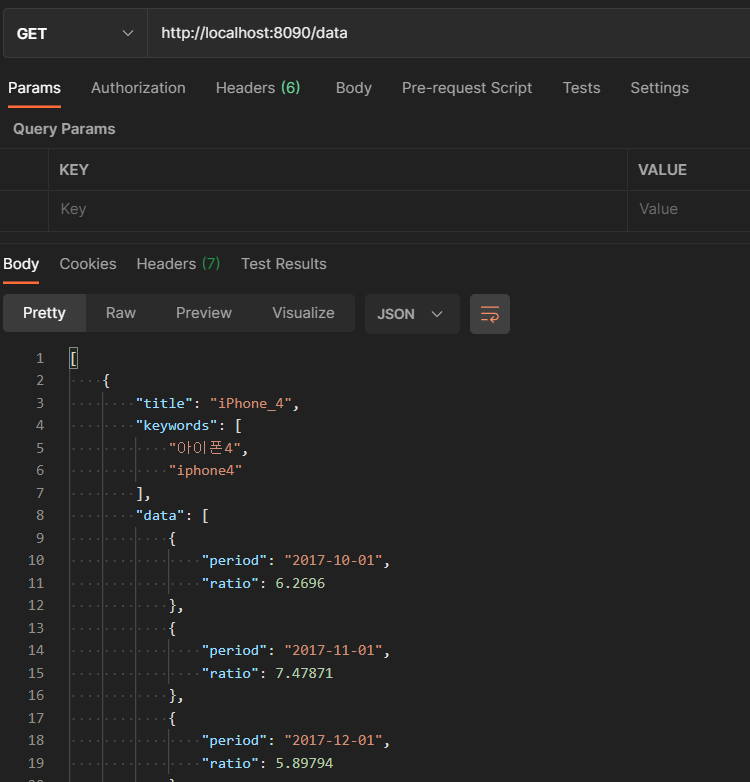 GET http://localhost:8090/data
Params Authorization Headers (6) Body Pre-request Script Tests Settings
Query Params
KEY VALUE
Key Value
Body Cookies Headers (7) Test Results
Pretty Raw Preview Visualize JSON
1 [
2 {
3 "title": "iPhone_4",
4 "keywords": [
5 "아이폰4",
6 "iphone4"
7 ],
8 "data": [
9 {
10 "period": "2017-10-01",
11 "ratio": 6.2696
12 },
13 {
14 "period": "2017-11-01",
15 "ratio": 7.47871
16 },
17 {
18 "period": "2017-12-01",
19 "ratio": 5.89794